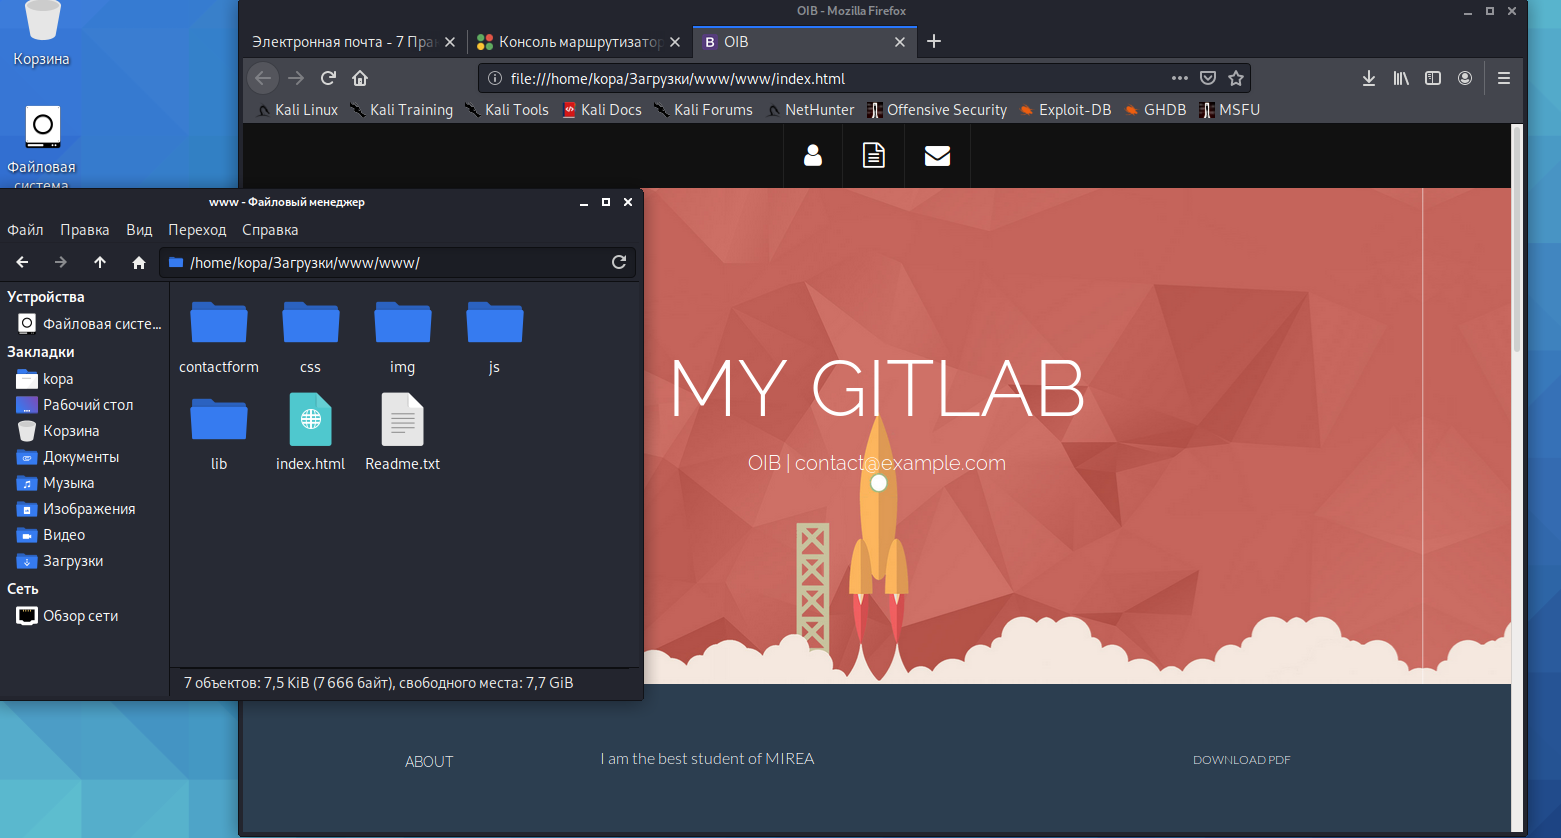 Корзина
Файловая
система
OIB - Mozilla Firefox
Электронная почта - 7 Пра
Консоль маршрутизатор
OIB
file:///home/kopa/Загрузки/www/www/index.html
Kali Linux
Kali Training
Kali Tools
Kali Docs
Kali Forums
NetHunter
Offensive Security
Exploit-DB
GHDB
MSFU
www - Файловый менеджер
Файл
Правка
Вид
Переход
Справка
/home/kopa/Загрузки/www/www/
Устройства
Файловая систе...
Закладки
kopa
Рабочий стол
Корзина
Документы
Музыка
Изображения
Видео
Загрузки
Сеть
Обзор сети
contactform
css
img
js
lib
index.html
Readme.txt
7 объектов: 7,5 KiB (7 666 байт), свободного места: 7,7 GiB
MY GITLAB
OIB | contact@example.com
ABOUT
I am the best student of MIREA
DOWNLOAD PDF